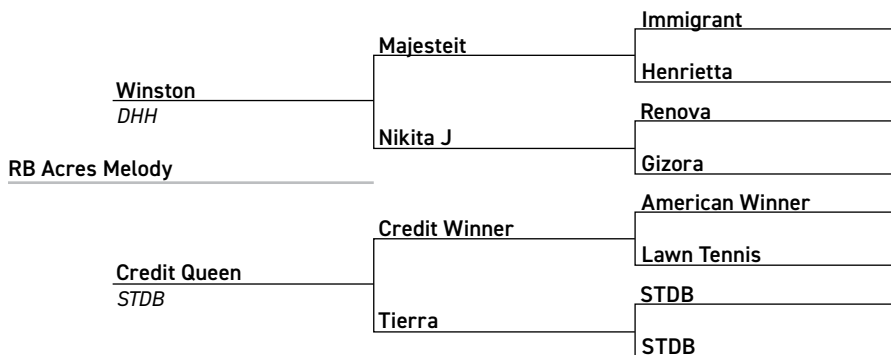 Immigrant
Majesteit
Henrietta
Winston
DHH
Renova
Nikita J
Gizora
RB Acres Melody
American Winner
Credit Winner
Lawn Tennis
Credit Queen
STDB
STDB
Tierra
STDB